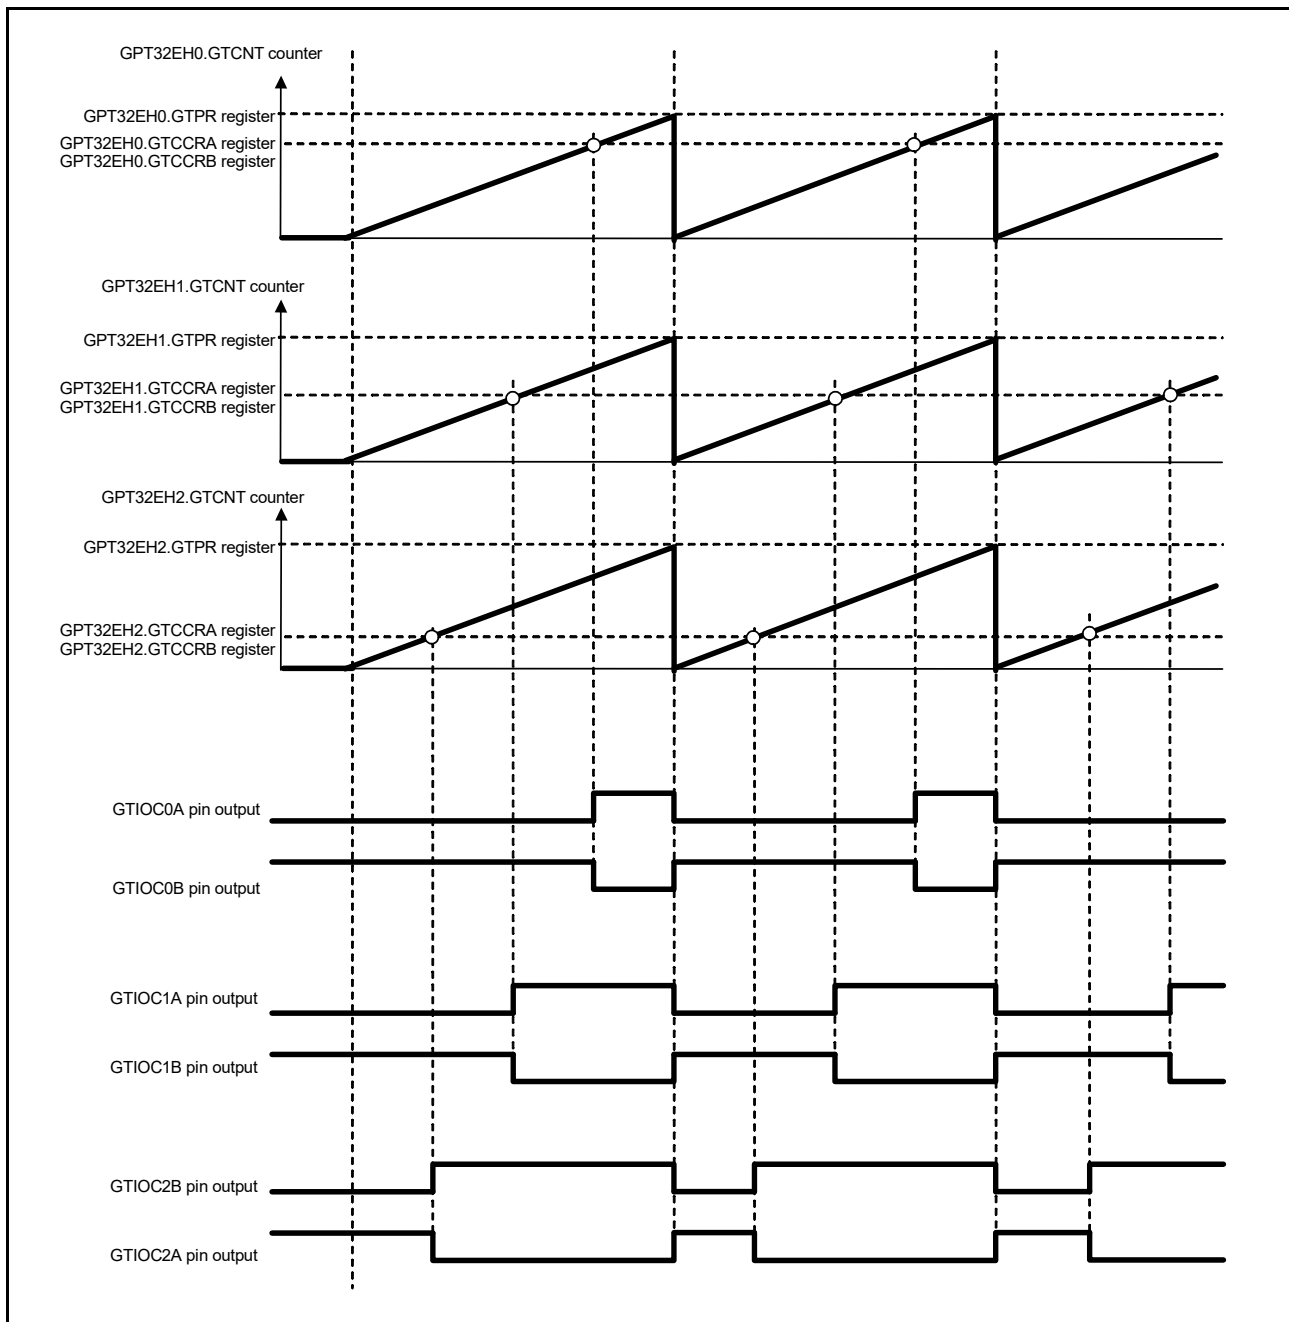 GPT32EH0.GTCNT counter
GPT32EH0.GTPR register
GPT32EH0.GTCCRA register
GPT32EH0.GTCCRB register
GPT32EH1.GTCNT counter
GPT32EH1.GTPR register
GPT32EH1.GTCCRA register
GPT32EH1.GTCCRB register
GPT32EH2.GTCNT counter
GPT32EH2.GTPR register
GPT32EH2.GTCCRA register
GPT32EH2.GTCCRB register
GTIOC0A pin output
GTIOC0B pin output
GTIOC1A pin output
GTIOC1B pin output
GTIOC2B pin output
GTIOC2A pin output